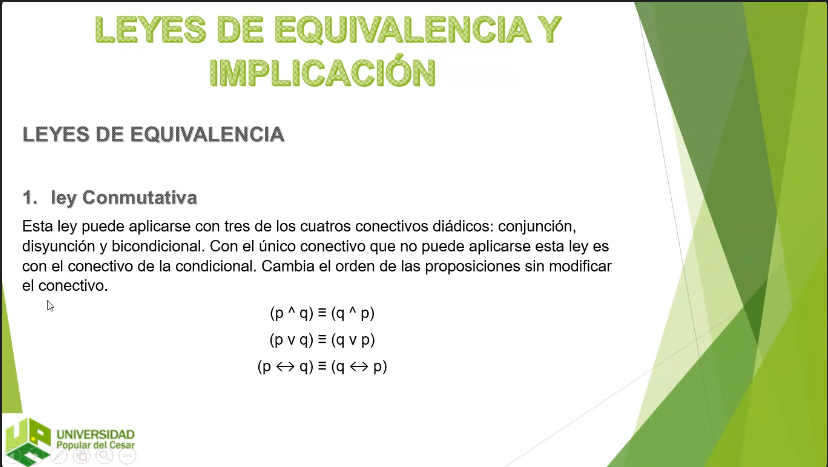 LEYES DE EQUIVALENCIA Y
IMPLICACIÓN
LEYES DE EQUIVALENCIA
1. ley Conmutativa
Esta ley puede aplicarse con tres de los cuatros conectivos diádicos: conjunción,
disyunción y bicondicional. Con el único conectivo que no puede aplicarse esta ley es
con el conectivo de la condicional. Cambia el orden de las proposiciones sin modificar
el conectivo.
(p ^ q) ≡ (q ^ p)
(p v q) ≡ (q v p)
(p ↔ q) ≡ (q ↔ p)
UNIVERSIDAD
Popular del Cesar